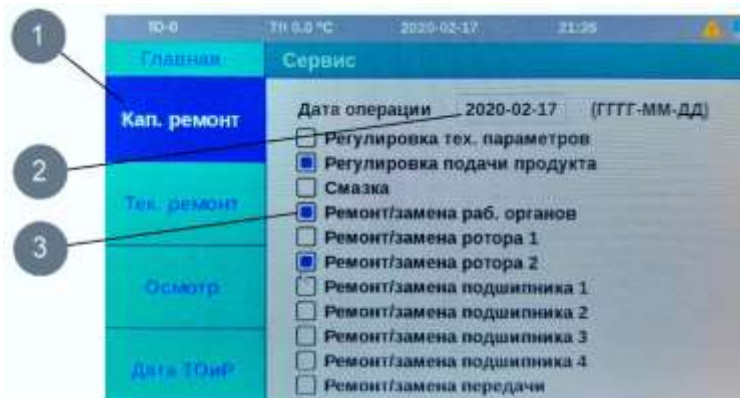 1
2
3
ID-0 ТН 0.0 °C 2020-02-17 21:26
Главная
Сервис
Кап. ремонт
Тек. ремонт
Осмотр
Дата ТОиР
Дата операции 2020-02-17 (ГГГГ-ММ-ДД)
Регулировка тех. параметров
Регулировка подачи продукта
Смазка
Ремонт/замена раб. органов
Ремонт/замена ротора 1
Ремонт/замена ротора 2
Ремонт/замена подшипника 1
Ремонт/замена подшипника 2
Ремонт/замена подшипника 3
Ремонт/замена подшипника 4
Ремонт/замена передачи